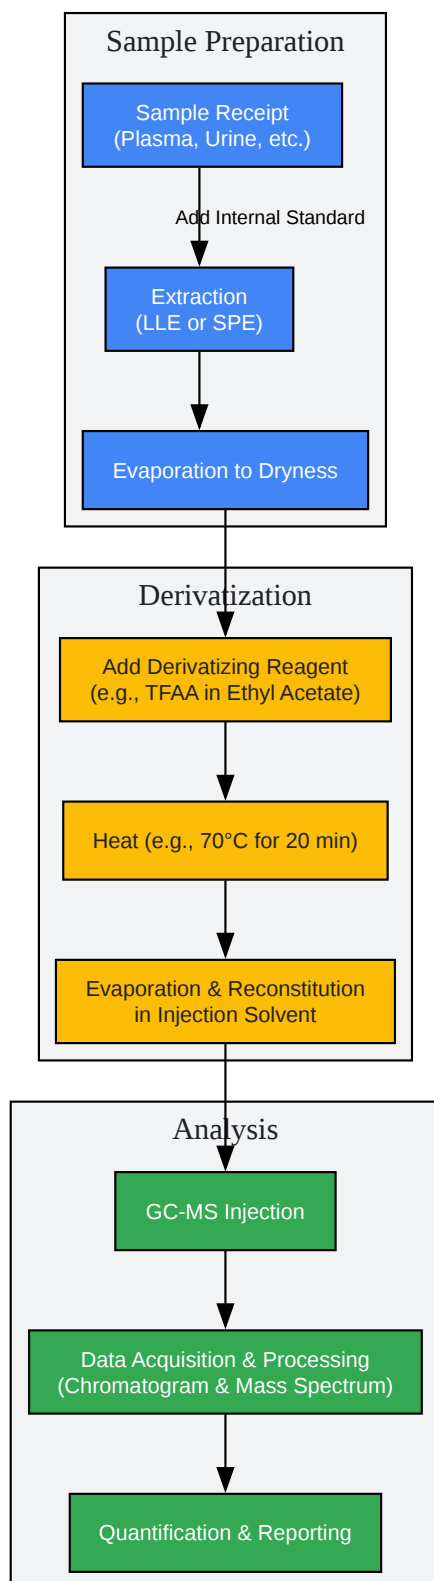 Sample Preparation
Sample Receipt
(Plasma, Urine, etc.)
Add Internal Standard
Extraction
(LLE or SPE)
Evaporation to Dryness
Derivatization
Add Derivatizing Reagent
(e.g., TFAA in Ethyl Acetate)
Heat (e.g., 70°C for 20 min)
Evaporation & Reconstitution
in Injection Solvent
Analysis
GC-MS Injection
Data Acquisition & Processing
(Chromatogram & Mass Spectrum)
Quantification & Reporting